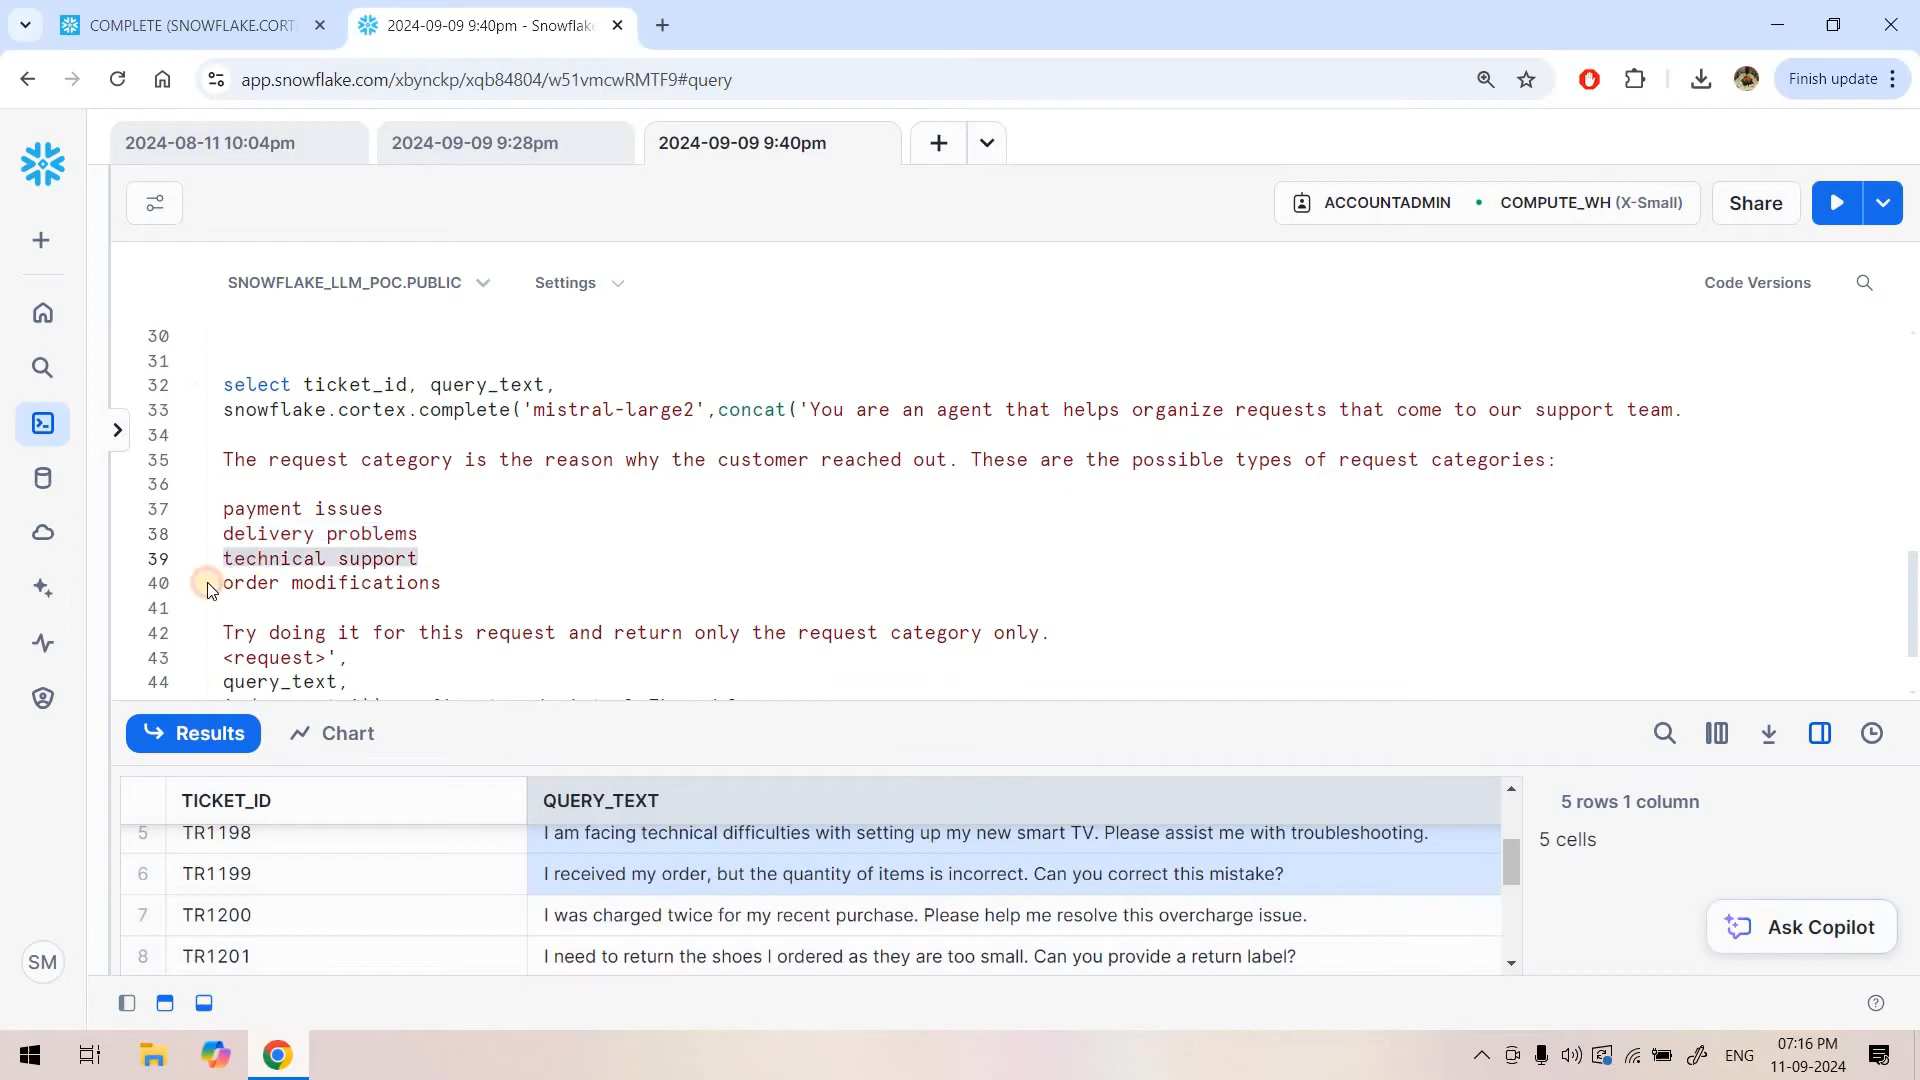 COMPLETE (SNOWFLAKE.CORT
2024-09-09 9:40pm - Snowflake
app.snowflake.com/xbynckp/xqb84804/w51vmcwRMTF9#query
Finish update
2024-08-11 10:04pm
2024-09-09 9:28pm
2024-09-09 9:40pm
ACCOUNTADMIN • COMPUTE_WH (X-Small)
Share
SNOWFLAKE_LLM_POC.PUBLIC
Settings
Code Versions
30
31
32 select ticket_id, query_text,
33 snowflake.cortex.complete('mistral-large2',concat('You are an agent that helps organize requests that come to our support team.
34
35 The request category is the reason why the customer reached out. These are the possible types of request categories:
36
37 payment issues
38 delivery problems
39 technical support
40 order modifications
41
42 Try doing it for this request and return only the request category only.
43 <request>',
44 query_text,
Results
Chart
TICKET_ID QUERY_TEXT
5 TR1198 I am facing technical difficulties with setting up my new smart TV. Please assist me with troubleshooting.
6 TR1199 I received my order, but the quantity of items is incorrect. Can you correct this mistake?
7 TR1200 I was charged twice for my recent purchase. Please help me resolve this overcharge issue.
8 TR1201 I need to return the shoes I ordered as they are too small. Can you provide a return label?
5 rows 1 column
5 cells
Ask Copilot
SM
ENG
07:16 PM
11-09-2024